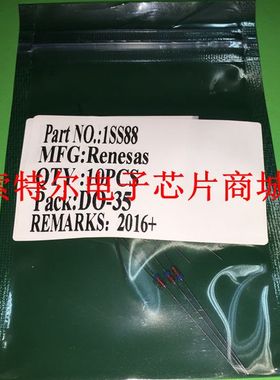 Part NO.:1SS88
MFG:Renesas
索特尔电子芯片商城
QTY.:10PCS
Pack:DO-35
REMARKS: 2016+